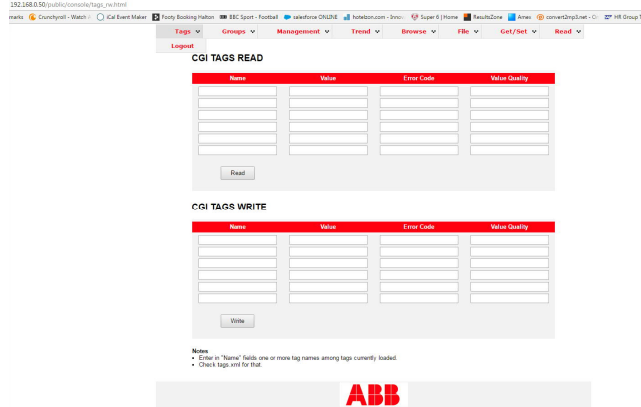 192.168.0.50/public/console/tags_rw.html
marks Crunchyroll - Watch iCal Event Maker Footy Booking Halton BBC Sport - Football salesforce ONLINE hotelzon.com - Innov Super 6 | Home ResultsZone Amex convert2mp3.net - HR Group
Tags Groups Management Trend Browse File Get/Set Read
Logout
CGI TAGS READ
Name Value Error Code Value Quality
Read
CGI TAGS WRITE
Name Value Error Code Value Quality
Write
Notes
Enter in "Name" fields one or more tag names among tags currently loaded.
Check tags.xml for that.
ABB